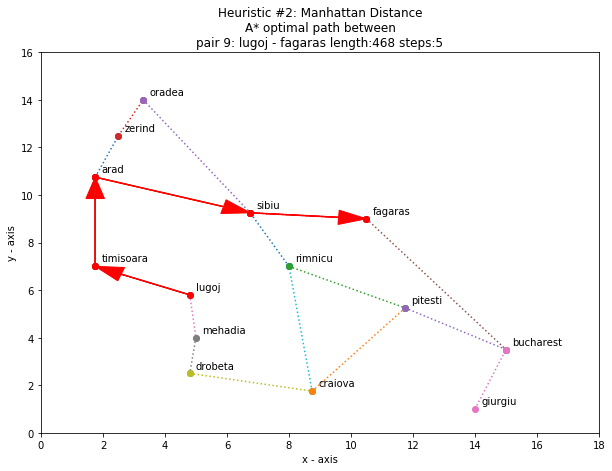 Heuristic #2: Manhattan Distance
A* optimal path between
pair 9: lugoj - fagaras length:468 steps:5
16
14
12
10
8
6
4
2
0
y - axis
oradea
zerind
arad
sibiu
fagaras
timisoara
rimnicu
lugoj
pitesti
mehadia
bucharest
drobeta
craiova
giurgiu
0 2 4 6 8 10 12 14 16 18
x - axis